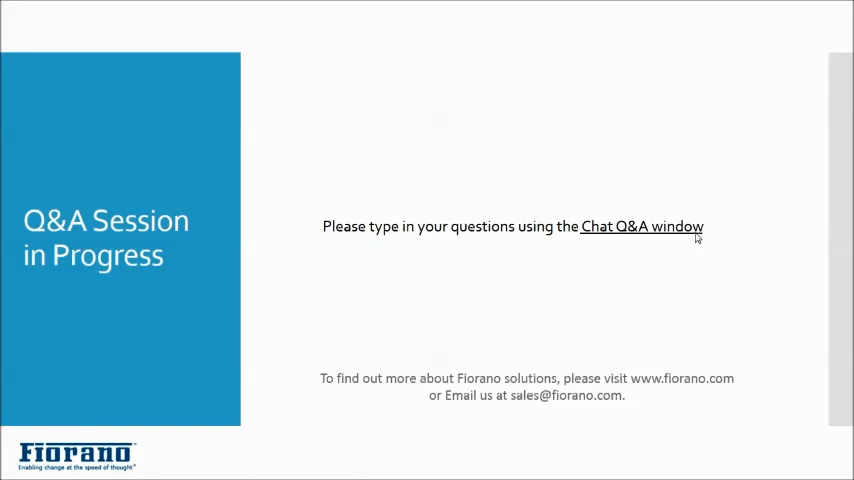 Q&A Session
in Progress
Please type in your questions using the Chat Q&A window
To find out more about Fiorano solutions, please visit www.fiorano.com
or Email us at sales@fiorano.com.
Fiorano
Enabling change at the speed of thought